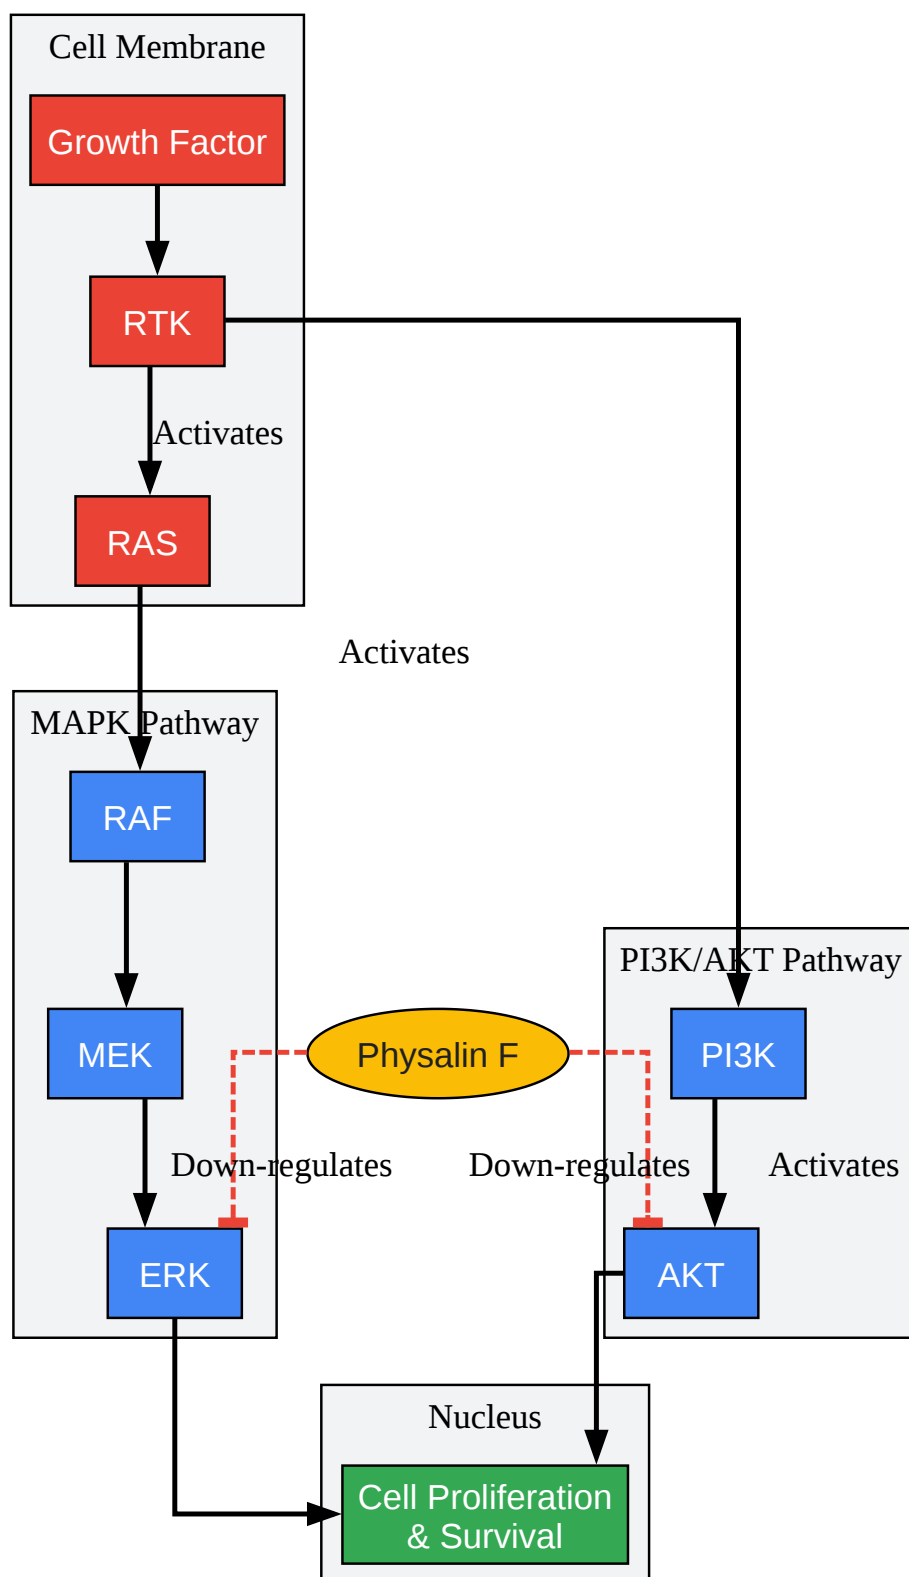 Cell Membrane
Growth Factor
RTK
Activates
RAS
Activates
MAPK Pathway
RAF
PI3K/AKT Pathway
MEK
Physalin F
PI3K
Down-regulates
Down-regulates
Activates
ERK
AKT
Nucleus
Cell Proliferation
& Survival